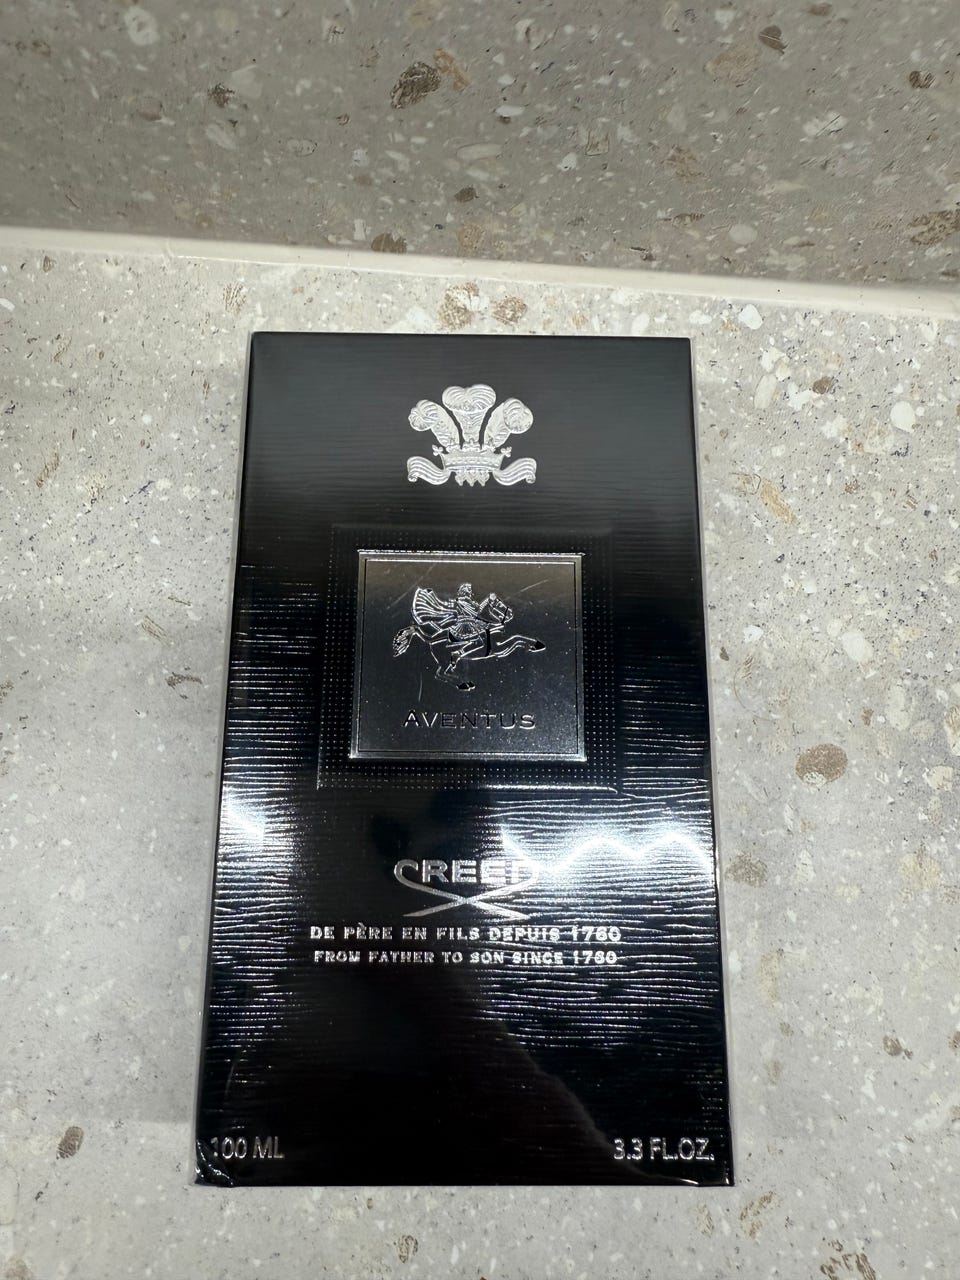 AVENTUS
CREED
DE PÈRE EN FILS DEPUIS 1760
FROM FATHER TO SON SINCE 1760
100 ML
3.3 FL.OZ.